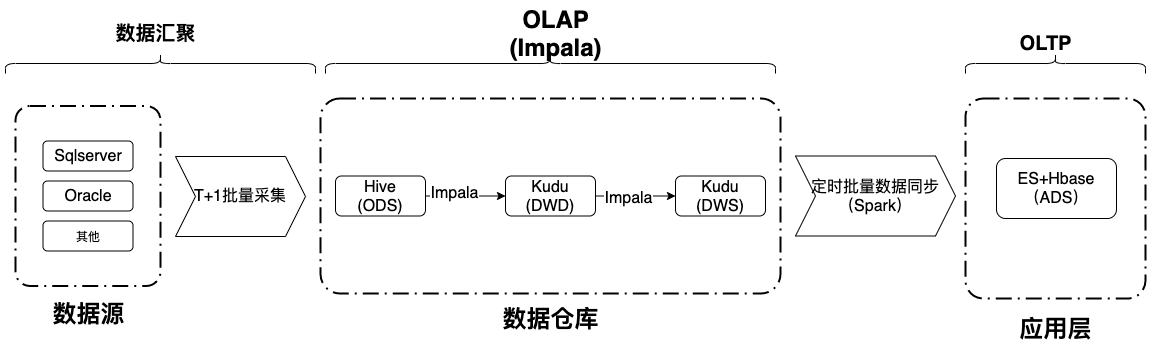 数据汇聚
OLAP
(Impala)
OLTP
Sqlserver
Oracle
其他
T+1批量采集
Hive
(ODS)
Impala
Kudu
(DWD)
Impala
Kudu
(DWS)
定时批量数据同步
(Spark)
ES+Hbase
(ADS)
数据源
数据仓库
应用层